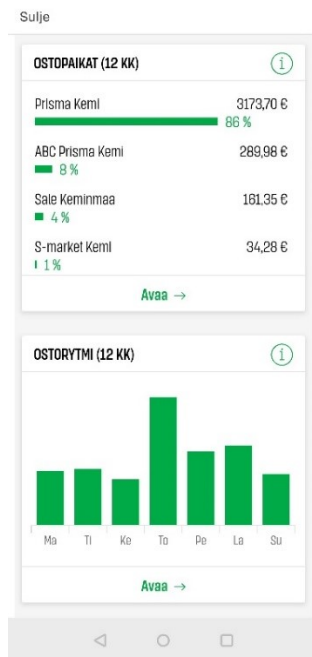 Sulje
OSTOPAIKAT (12 KK)
i
Prisma Kemi 3173,70 €
86 %
ABC Prisma Kemi 289,98 €
8 %
Sale Keminmaa 161,35 €
4 %
S-market Kemi 34,28 €
1 %
Avaa →
OSTORYTMI (12 KK)
i
Ma Ti Ke To Pe La Su
Avaa →